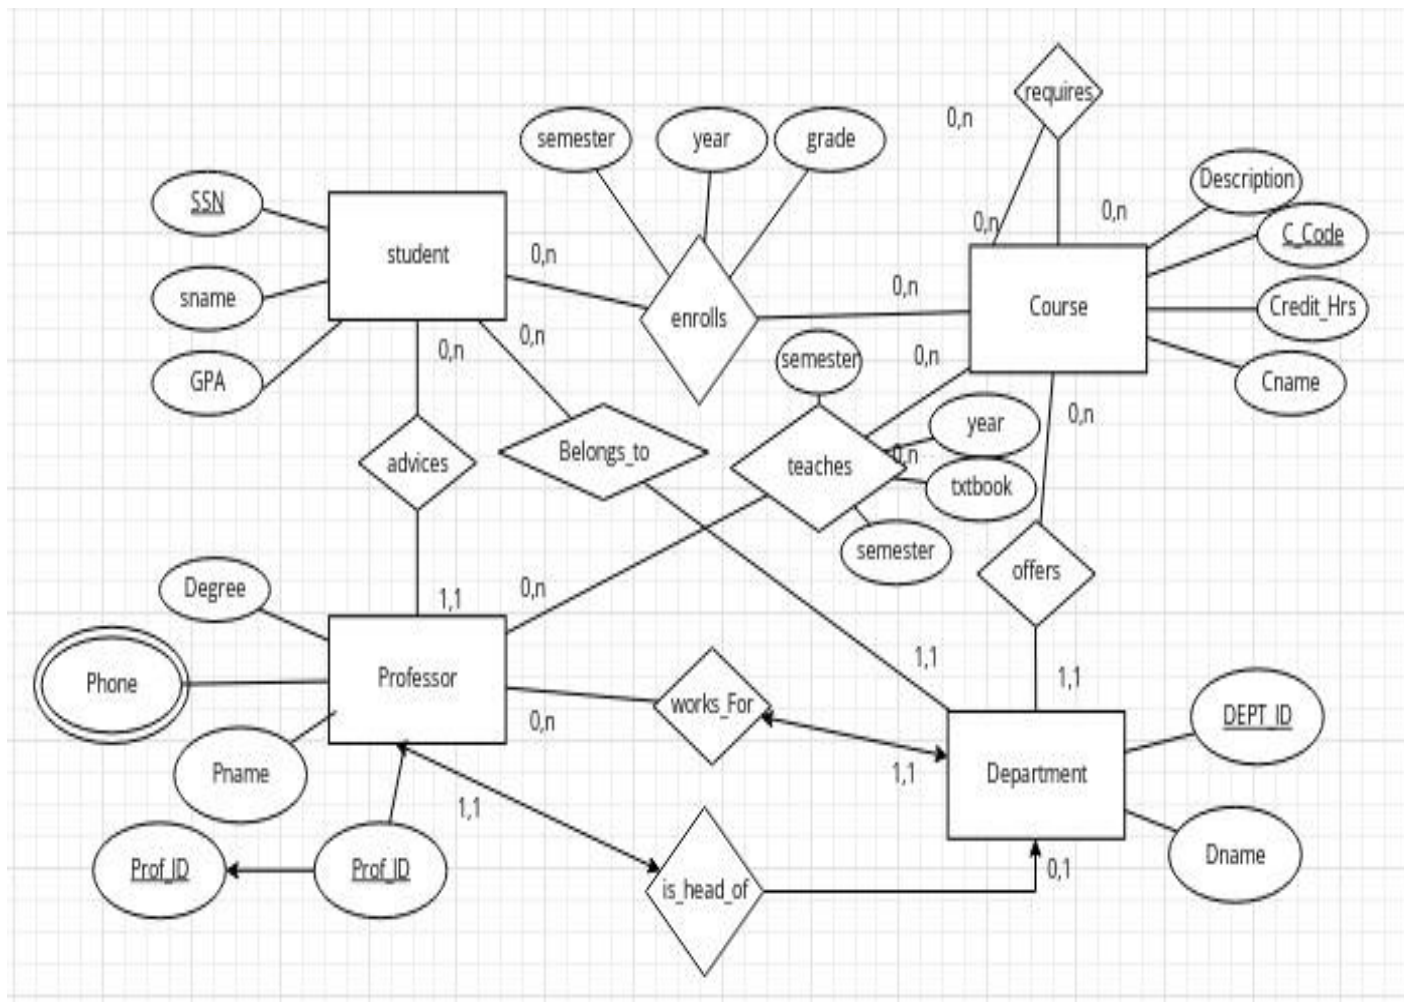 requires
0,n
semester
year
grade
Description
SSN
0,n
0,n
C_Code
student
0,n
sname
0,n
Credit_Hrs
Course
enrolls
0,n
0,n
semester
0,n
GPA
Cname
0,n
year
Belongs_to
advices
teaches
0,n
txtbook
semester
offers
Degree
0,n
1,1
1,1
1,1
Phone
Professor
works_For
0,n
DEPT_ID
Pname
1,1
Department
1,1
Dname
Prof_ID
Prof_ID
is_head_of
0,1